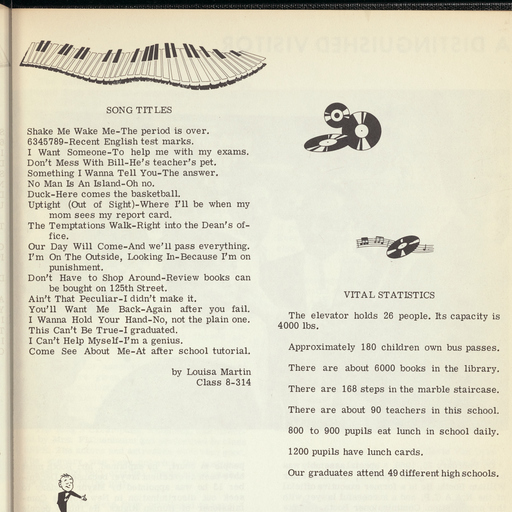 SONG TITLES
Shake Me Wake Me-The period is over.
6345789-Recent English test marks.
I Want Someone-To help me with my exams.
Don't Mess With Bill-He's teacher's pet.
Something I Wanna Tell You-The answer.
No Man Is An Island-Oh no.
Duck-Here comes the basketball.
Uptight (Out of Sight)-Where I'll be when my
mom sees my report card.
The Temptations Walk-Right into the Dean's of-
fice.
Our Day Will Come-And we'll pass everything.
I'm On The Outside, Looking In-Because I'm on
punishment.
Don't Have to Shop Around-Review books can
be bought on 125th Street.
Ain't That Peculiar-I didn't make it.
You'll Want Me Back-Again after you fail.
I Wanna Hold Your Hand-No, not the plain one.
This Can't Be True-I graduated.
I Can't Help Myself-I'm a genius.
Come See About Me-At after school tutorial.
by Louisa Martin
Class 8-314
VITAL STATISTICS
The elevator holds 26 people. Its capacity is
4000 lbs.
Approximately 180 children own bus passes.
There are about 6000 books in the library.
There are 168 steps in the marble staircase.
There are about 90 teachers in this school.
800 to 900 pupils eat lunch in school daily.
1200 pupils have lunch cards.
Our graduates attend 49 different high schools.